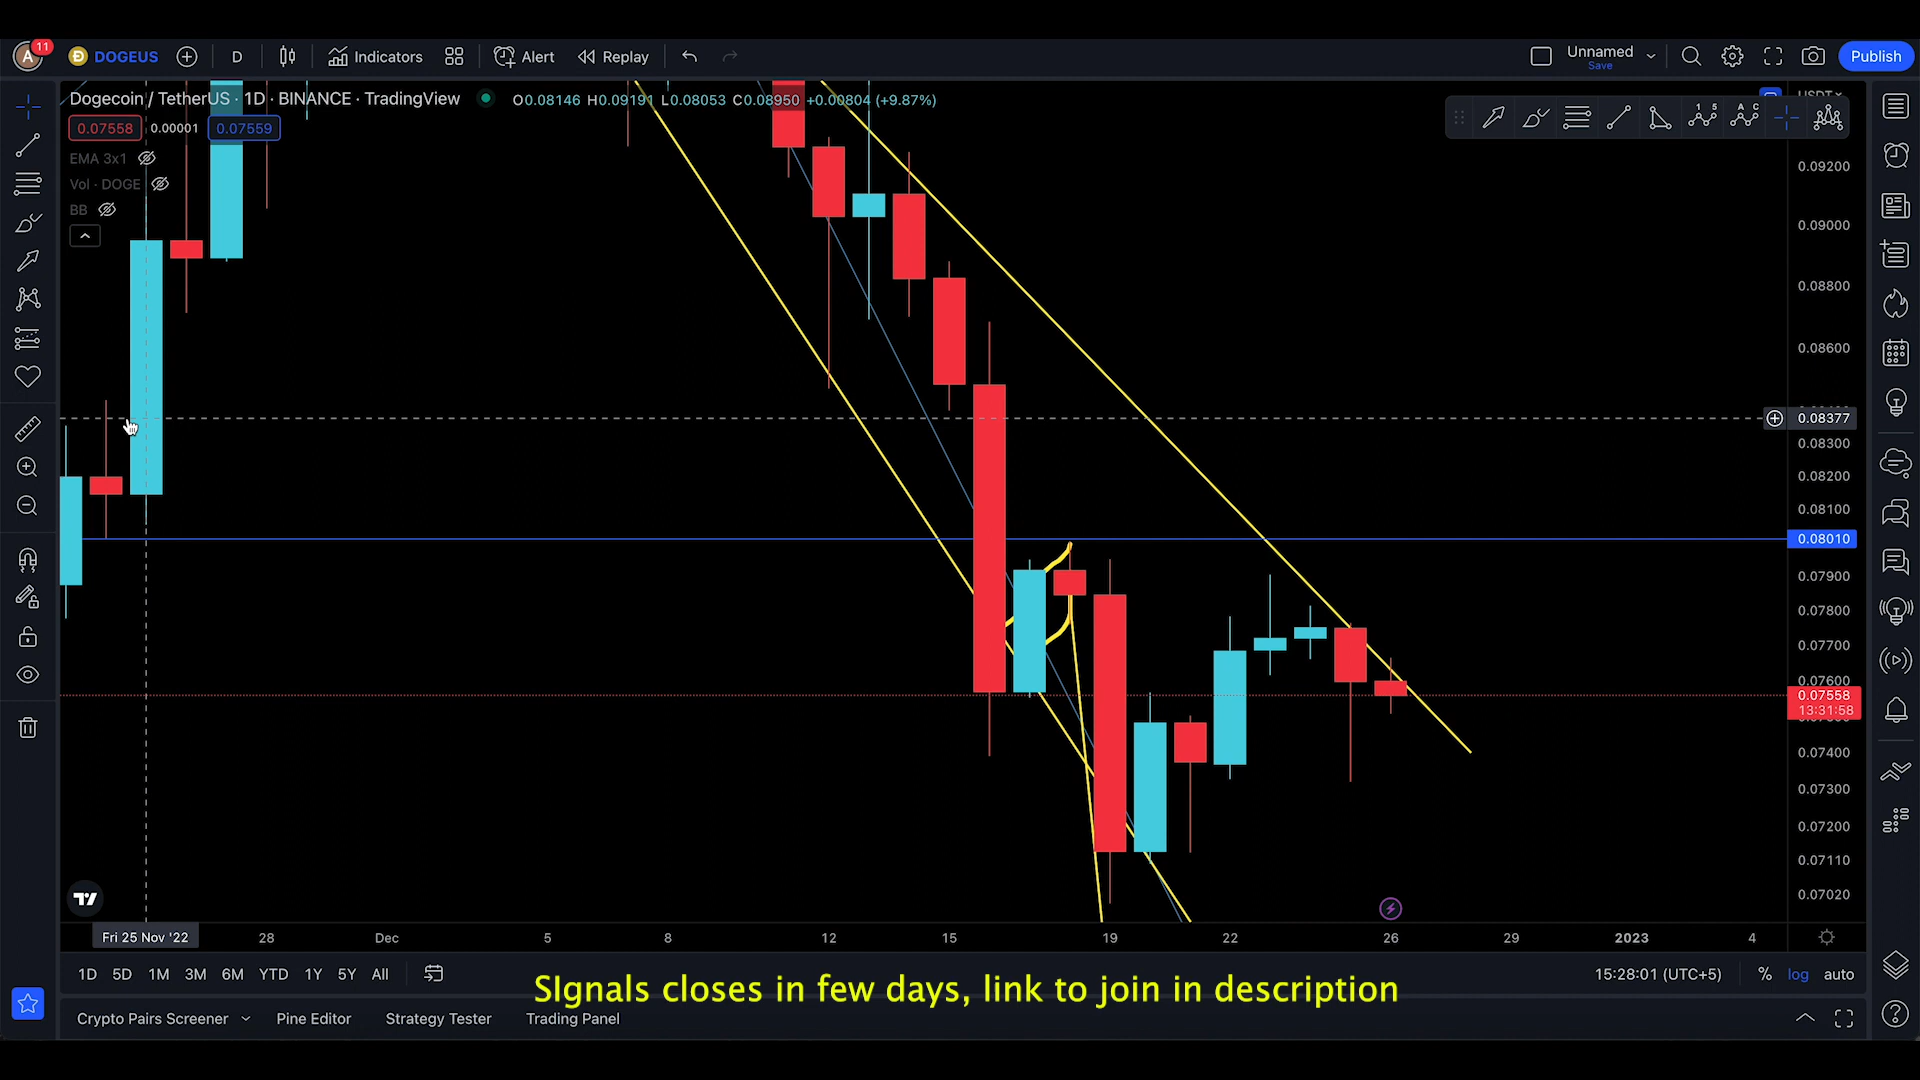 A 11 DOGEUS D Indicators Alert Replay Unnamed Save Publish
Dogecoin / TetherUS · 1D · BINANCE · TradingView O0.08146 H0.09191 L0.08053 C0.08950 +0.00804 (+9.87%)
0.07558 0.00001 0.07559
EMA 3x1
Vol · DOGE
BB
1 5 A C
0.09200
0.09000
0.08800
0.08600
0.08377
0.08300
0.08200
0.08100
0.08010
0.07900
0.07800
0.07700
0.07600
0.07558
13:31:58
0.07400
0.07300
0.07200
0.07110
0.07020
Fri 25 Nov '22 28 Dec 5 8 12 15 19 22 26 29 2023 4
1D 5D 1M 3M 6M YTD 1Y 5Y All 15:28:01 (UTC+5) % log auto
SIgnals closes in few days, link to join in description
Crypto Pairs Screener Pine Editor Strategy Tester Trading Panel